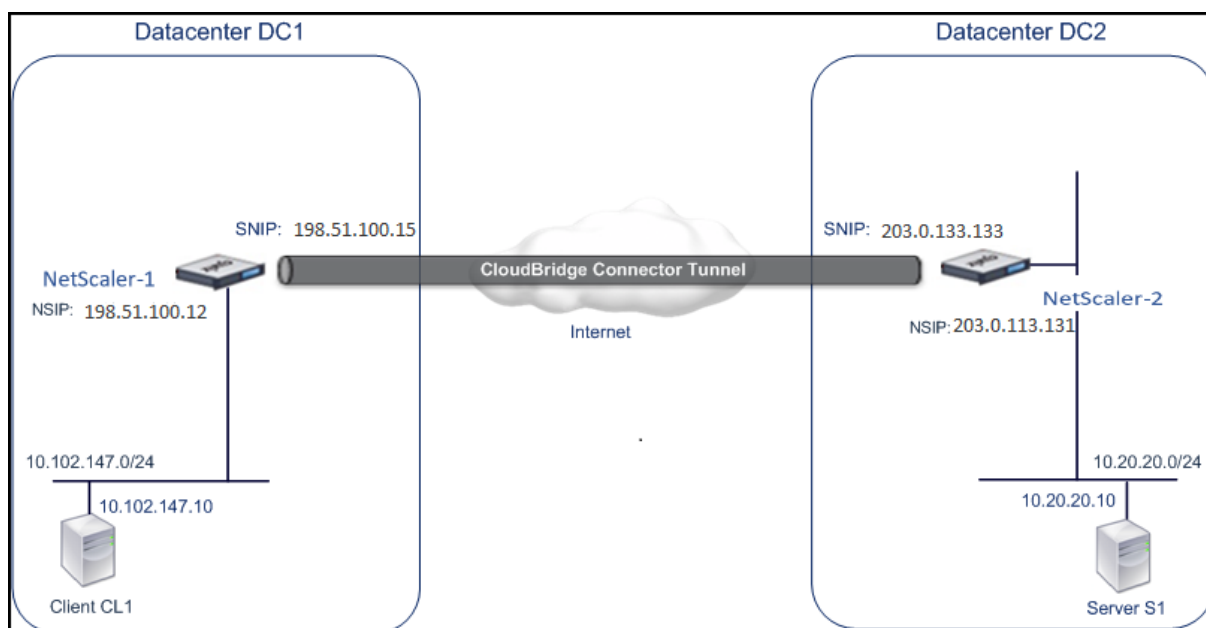 Datacenter DC1
Datacenter DC2
SNIP: 198.51.100.15
SNIP: 203.0.133.133
CloudBridge Connector Tunnel
NetScaler-1
NSIP: 198.51.100.12
Internet
NetScaler-2
NSIP: 203.0.113.131
10.102.147.0/24
10.102.147.10
Client CL1
10.20.20.0/24
10.20.20.10
Server S1